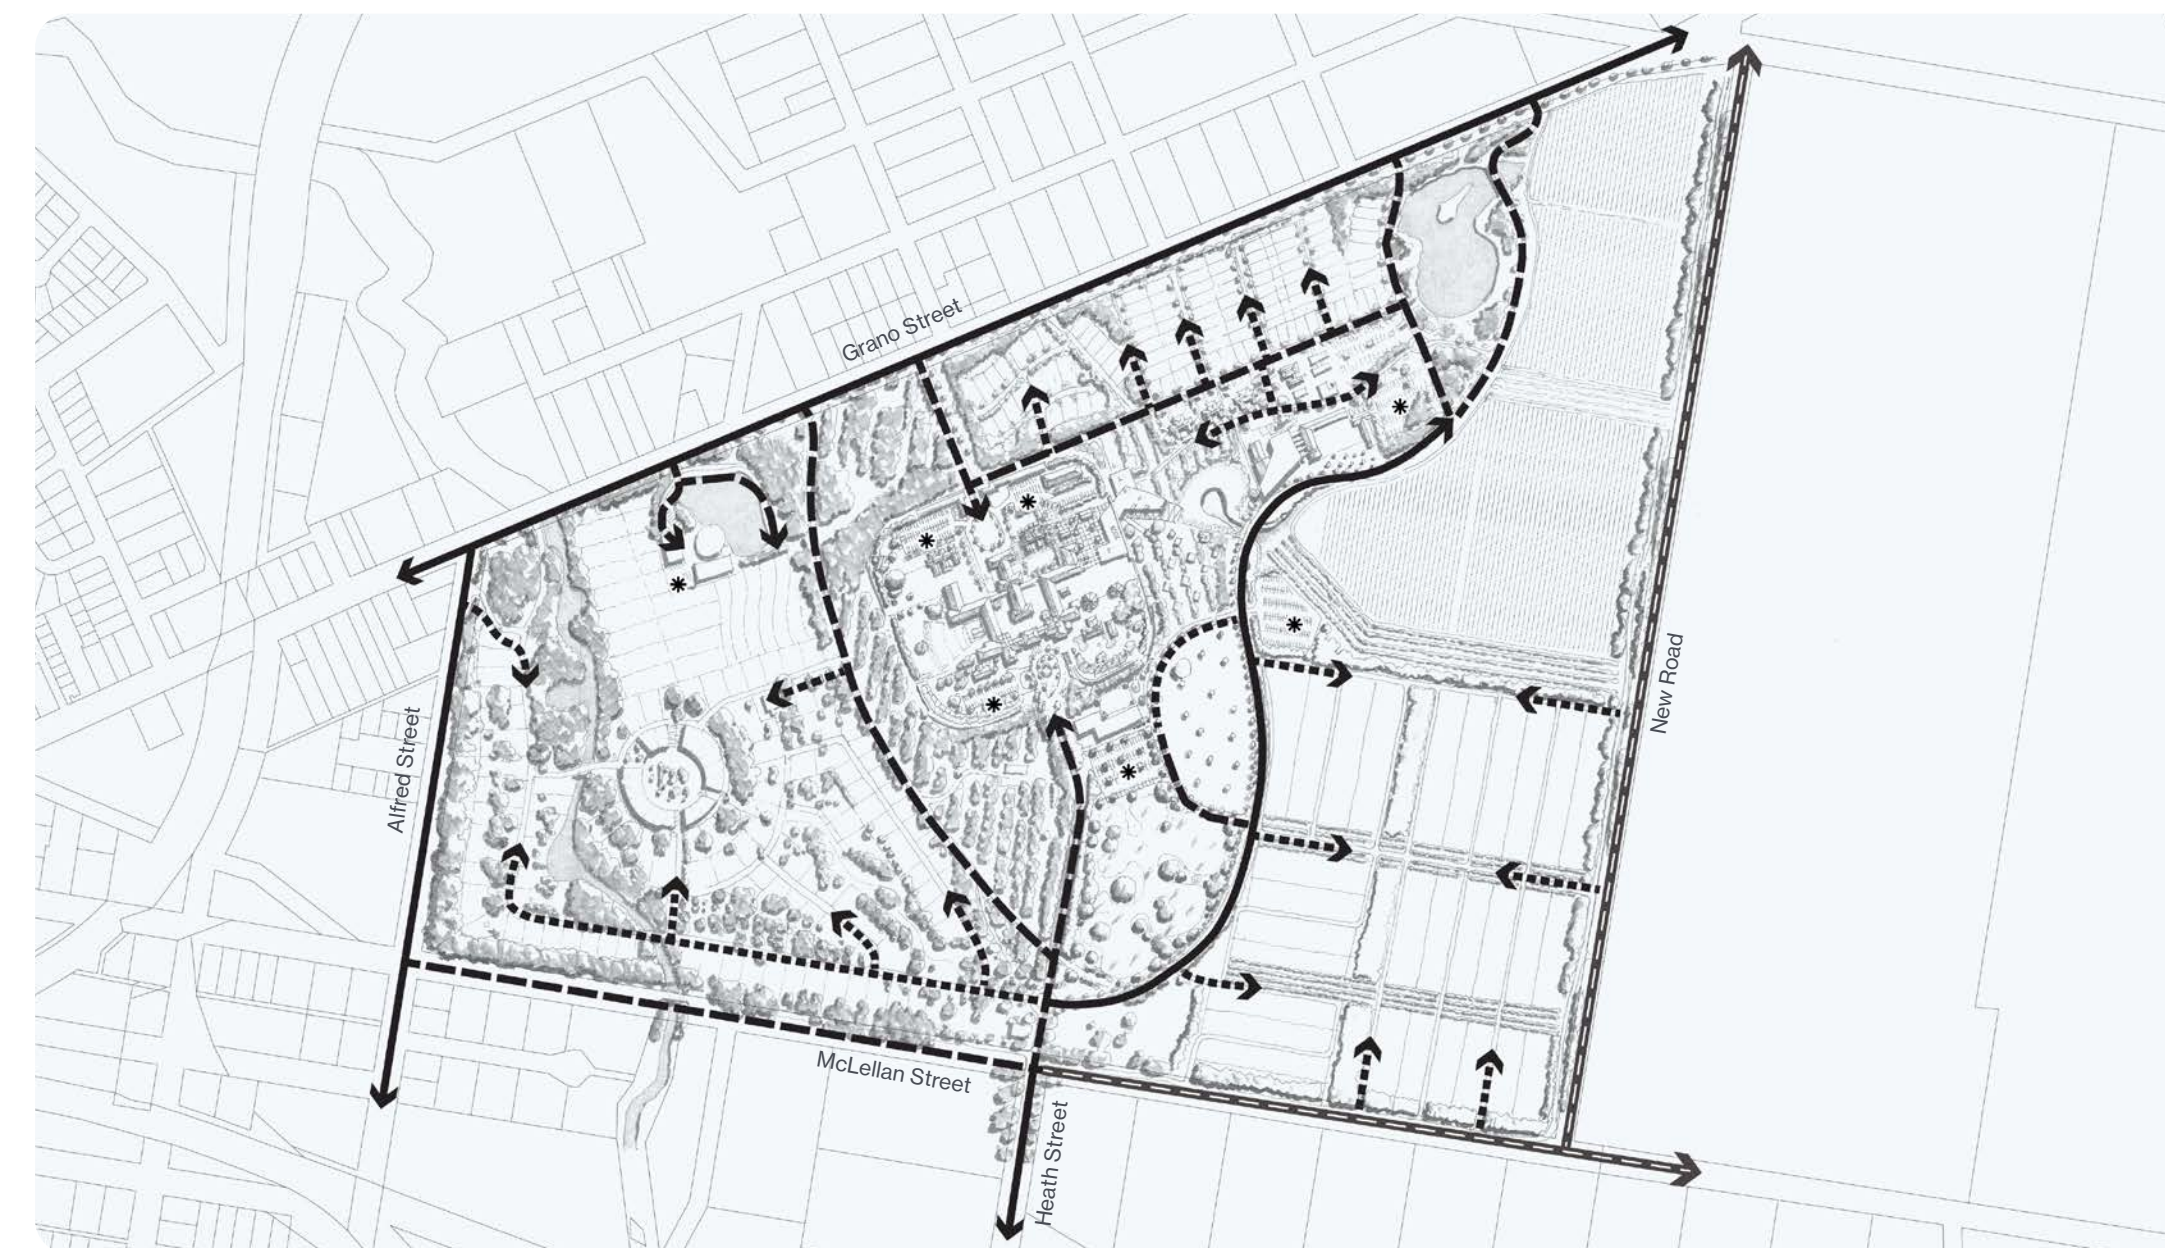 Grano Street
New Road
Alfred Street
McLellan Street
Heath Street